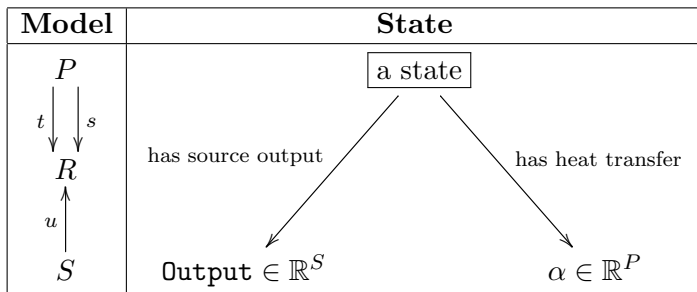 Model State
P a state
t s
has source output has heat transfer
R
u
S Output ∈ ℝ^S α ∈ ℝ^P